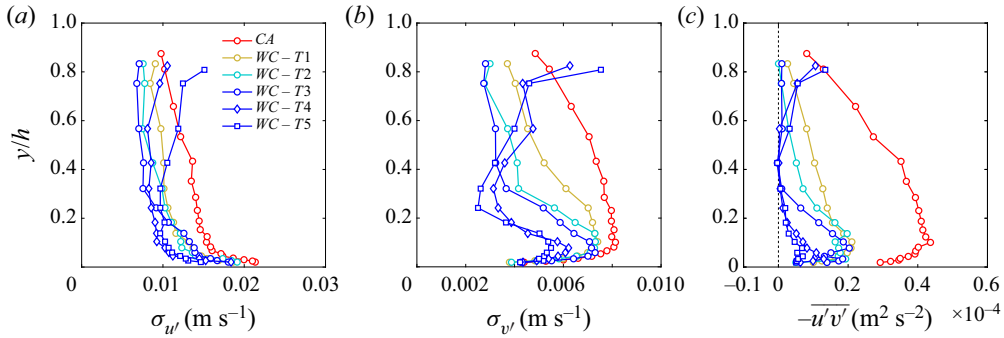 (a)
(b)
(c)
1.0
0.8
0.6
0.4
0.2
0
y/h
CA
WC – T1
WC – T2
WC – T3
WC – T4
WC – T5
0 0.01 0.02 0.03
σu′ (m s−1)
1.0
0.8
0.6
0.4
0.2
0.002 0.006 0.010
σv′ (m s−1)
1.0
0.8
0.6
0.4
0.2
0
−0.1 0 0.2 0.4 0.6
×10−4
−u′v′ (m2 s−2)